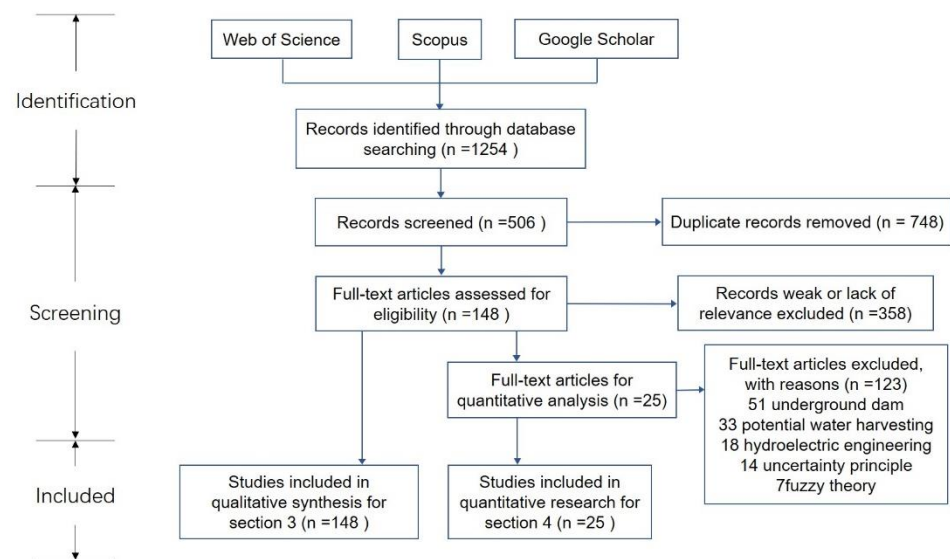 Identification
Web of Science
Scopus
Google Scholar
Records identified through database
searching (n =1254 )
Screening
Records screened (n =506 )
Duplicate records removed (n = 748)
Full-text articles assessed for
eligibility (n =148 )
Records weak or lack of
relevance excluded (n =358)
Full-text articles for
quantitative analysis (n =25)
Full-text articles excluded,
with reasons (n =123)
51 underground dam
33 potential water harvesting
18 hydroelectric engineering
14 uncertainty principle
7fuzzy theory
Included
Studies included in
qualitative synthesis for
section 3 (n =148 )
Studies included in
quantitative research for
section 4 (n =25 )